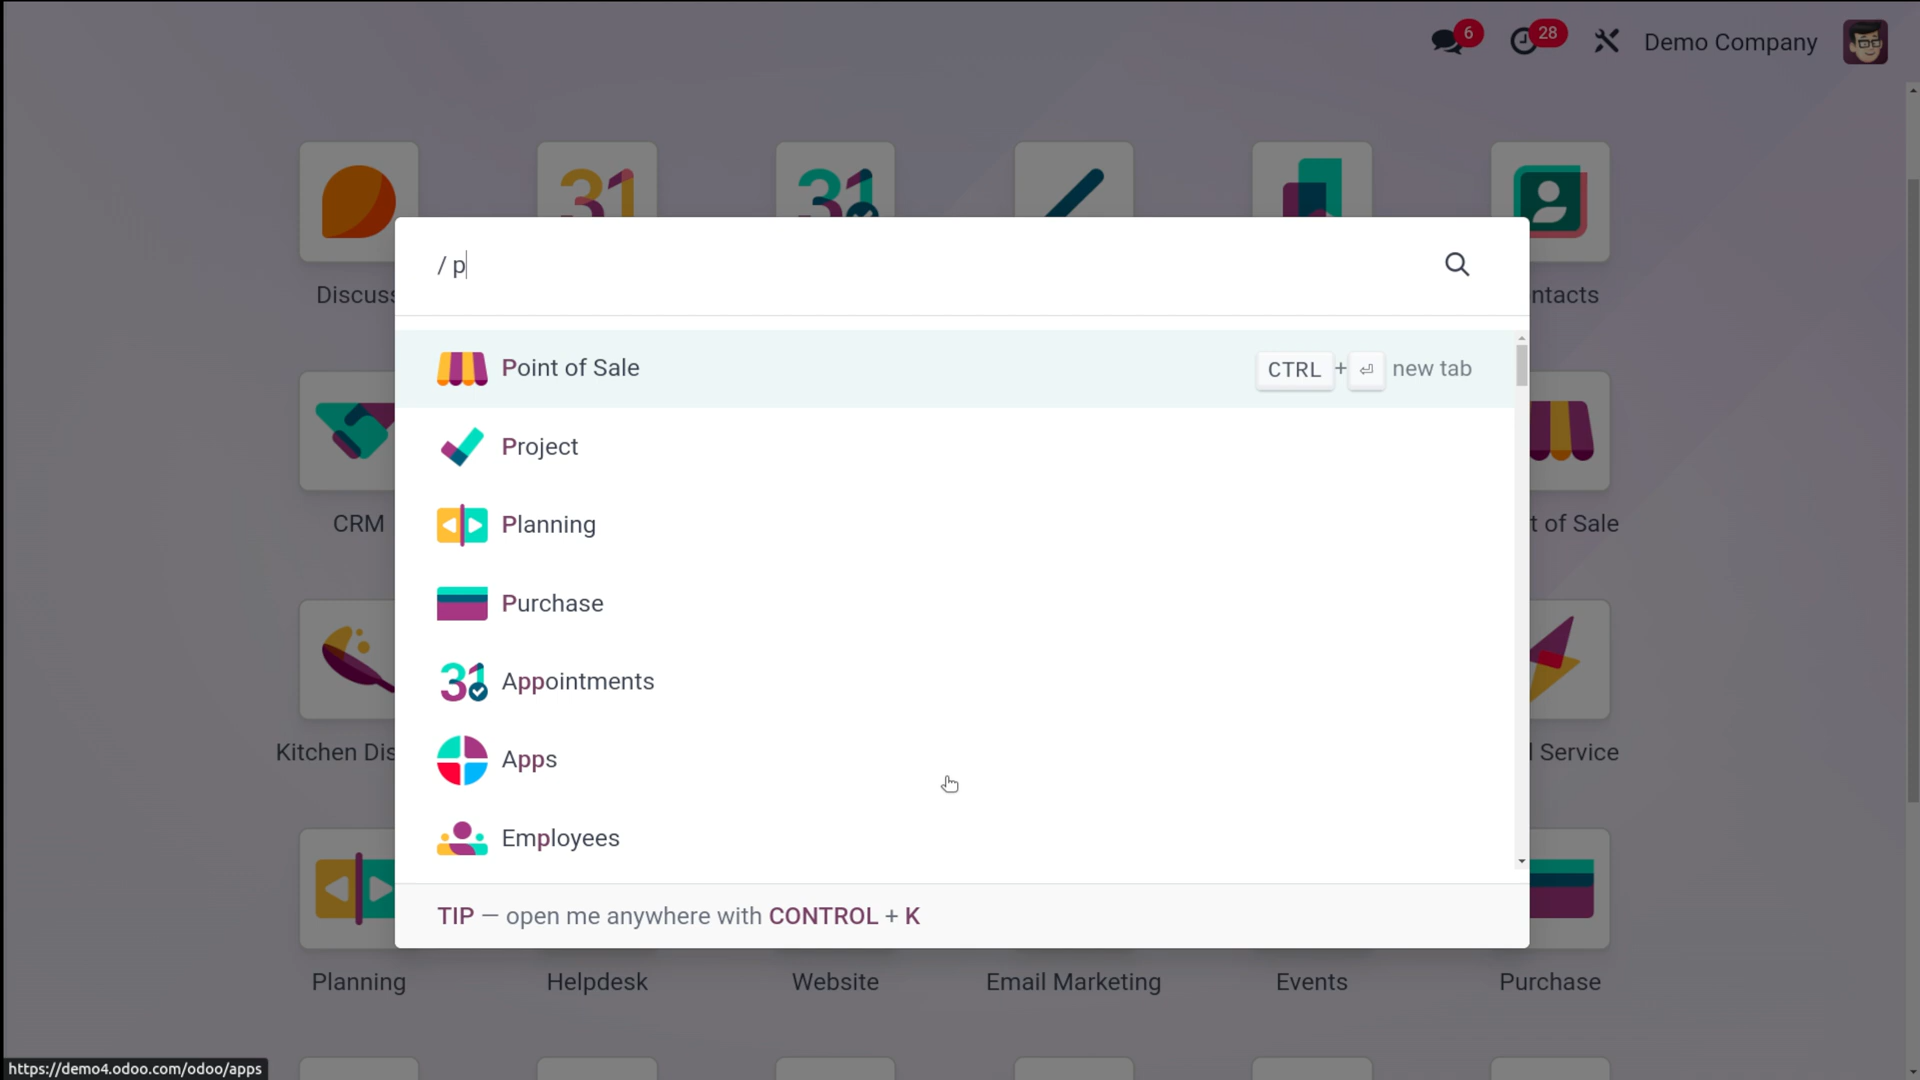 6
28
Demo Company
Discuss
ntacts
/ p
Point of Sale
CTRL + ⏎ new tab
Project
Planning
Purchase
Appointments
Apps
Employees
TIP — open me anywhere with CONTROL + K
CRM
t of Sale
Kitchen Dis
l Service
Planning
Helpdesk
Website
Email Marketing
Events
Purchase
https://demo4.odoo.com/odoo/apps